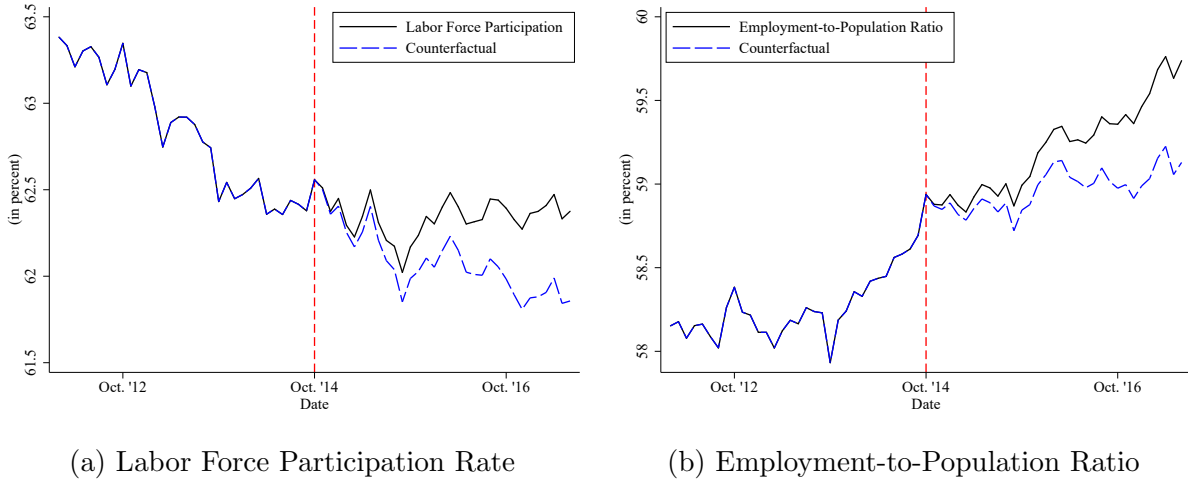 Labor Force Participation
Counterfactual
(in percent)
63.5
63
62.5
62
61.5
Oct. '12
Oct. '14
Oct. '16
Date
(a) Labor Force Participation Rate
Employment-to-Population Ratio
Counterfactual
(in percent)
60
59.5
59
58.5
58
Oct. '12
Oct. '14
Oct. '16
Date
(b) Employment-to-Population Ratio